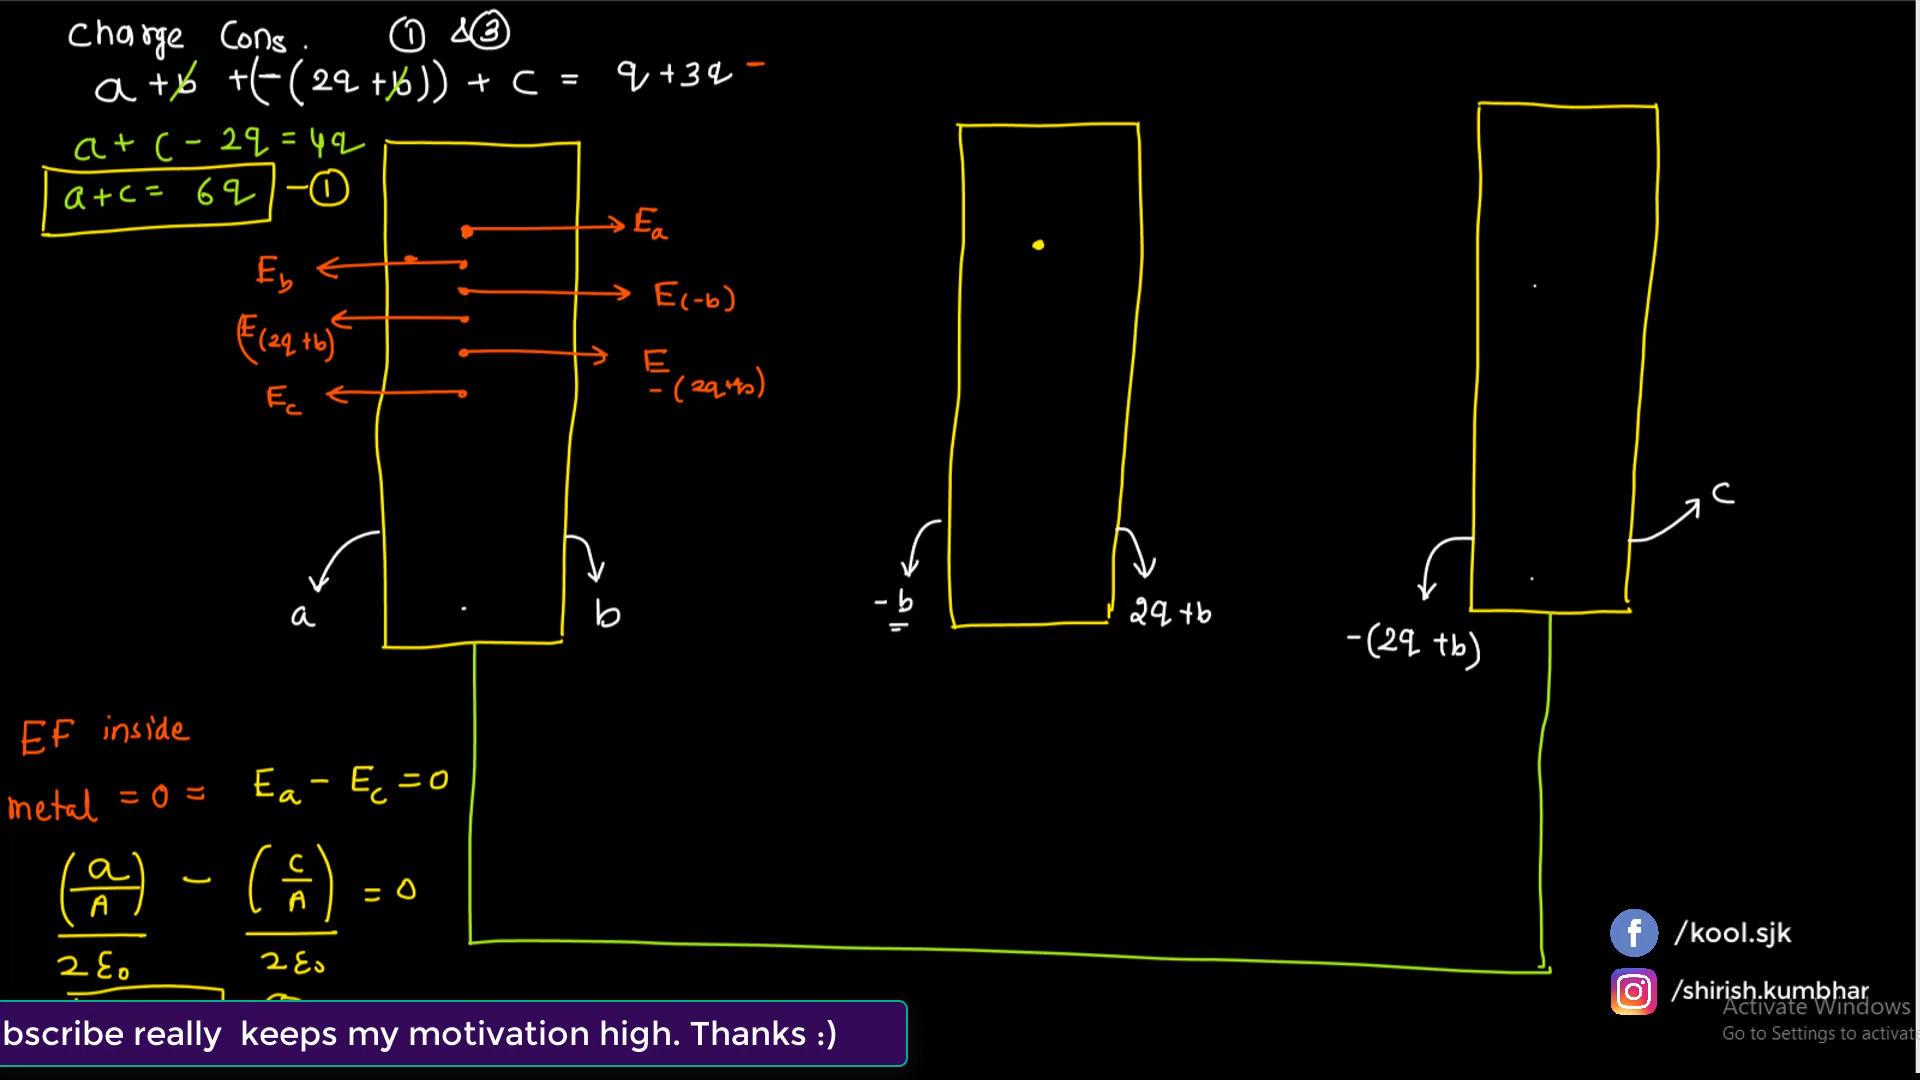 Charge Cons. ① & ③
a + b + (-(2q + b)) + c = q + 3q -
a + c - 2q = 4q
a + c = 6q - ①
Ea
Eb
E(-b)
E(2q + b)
E-(2q+b)
Ec
a
b
-b
2q + b
-(2q + b)
c
EF inside
metal = 0 = Ea - Ec = 0
(a/A)/2ε₀ - (c/A)/2ε₀ = 0
/kool.sjk
/shirish.kumbhar
Activate Windows
Go to Settings to activat
bscribe really keeps my motivation high. Thanks :)